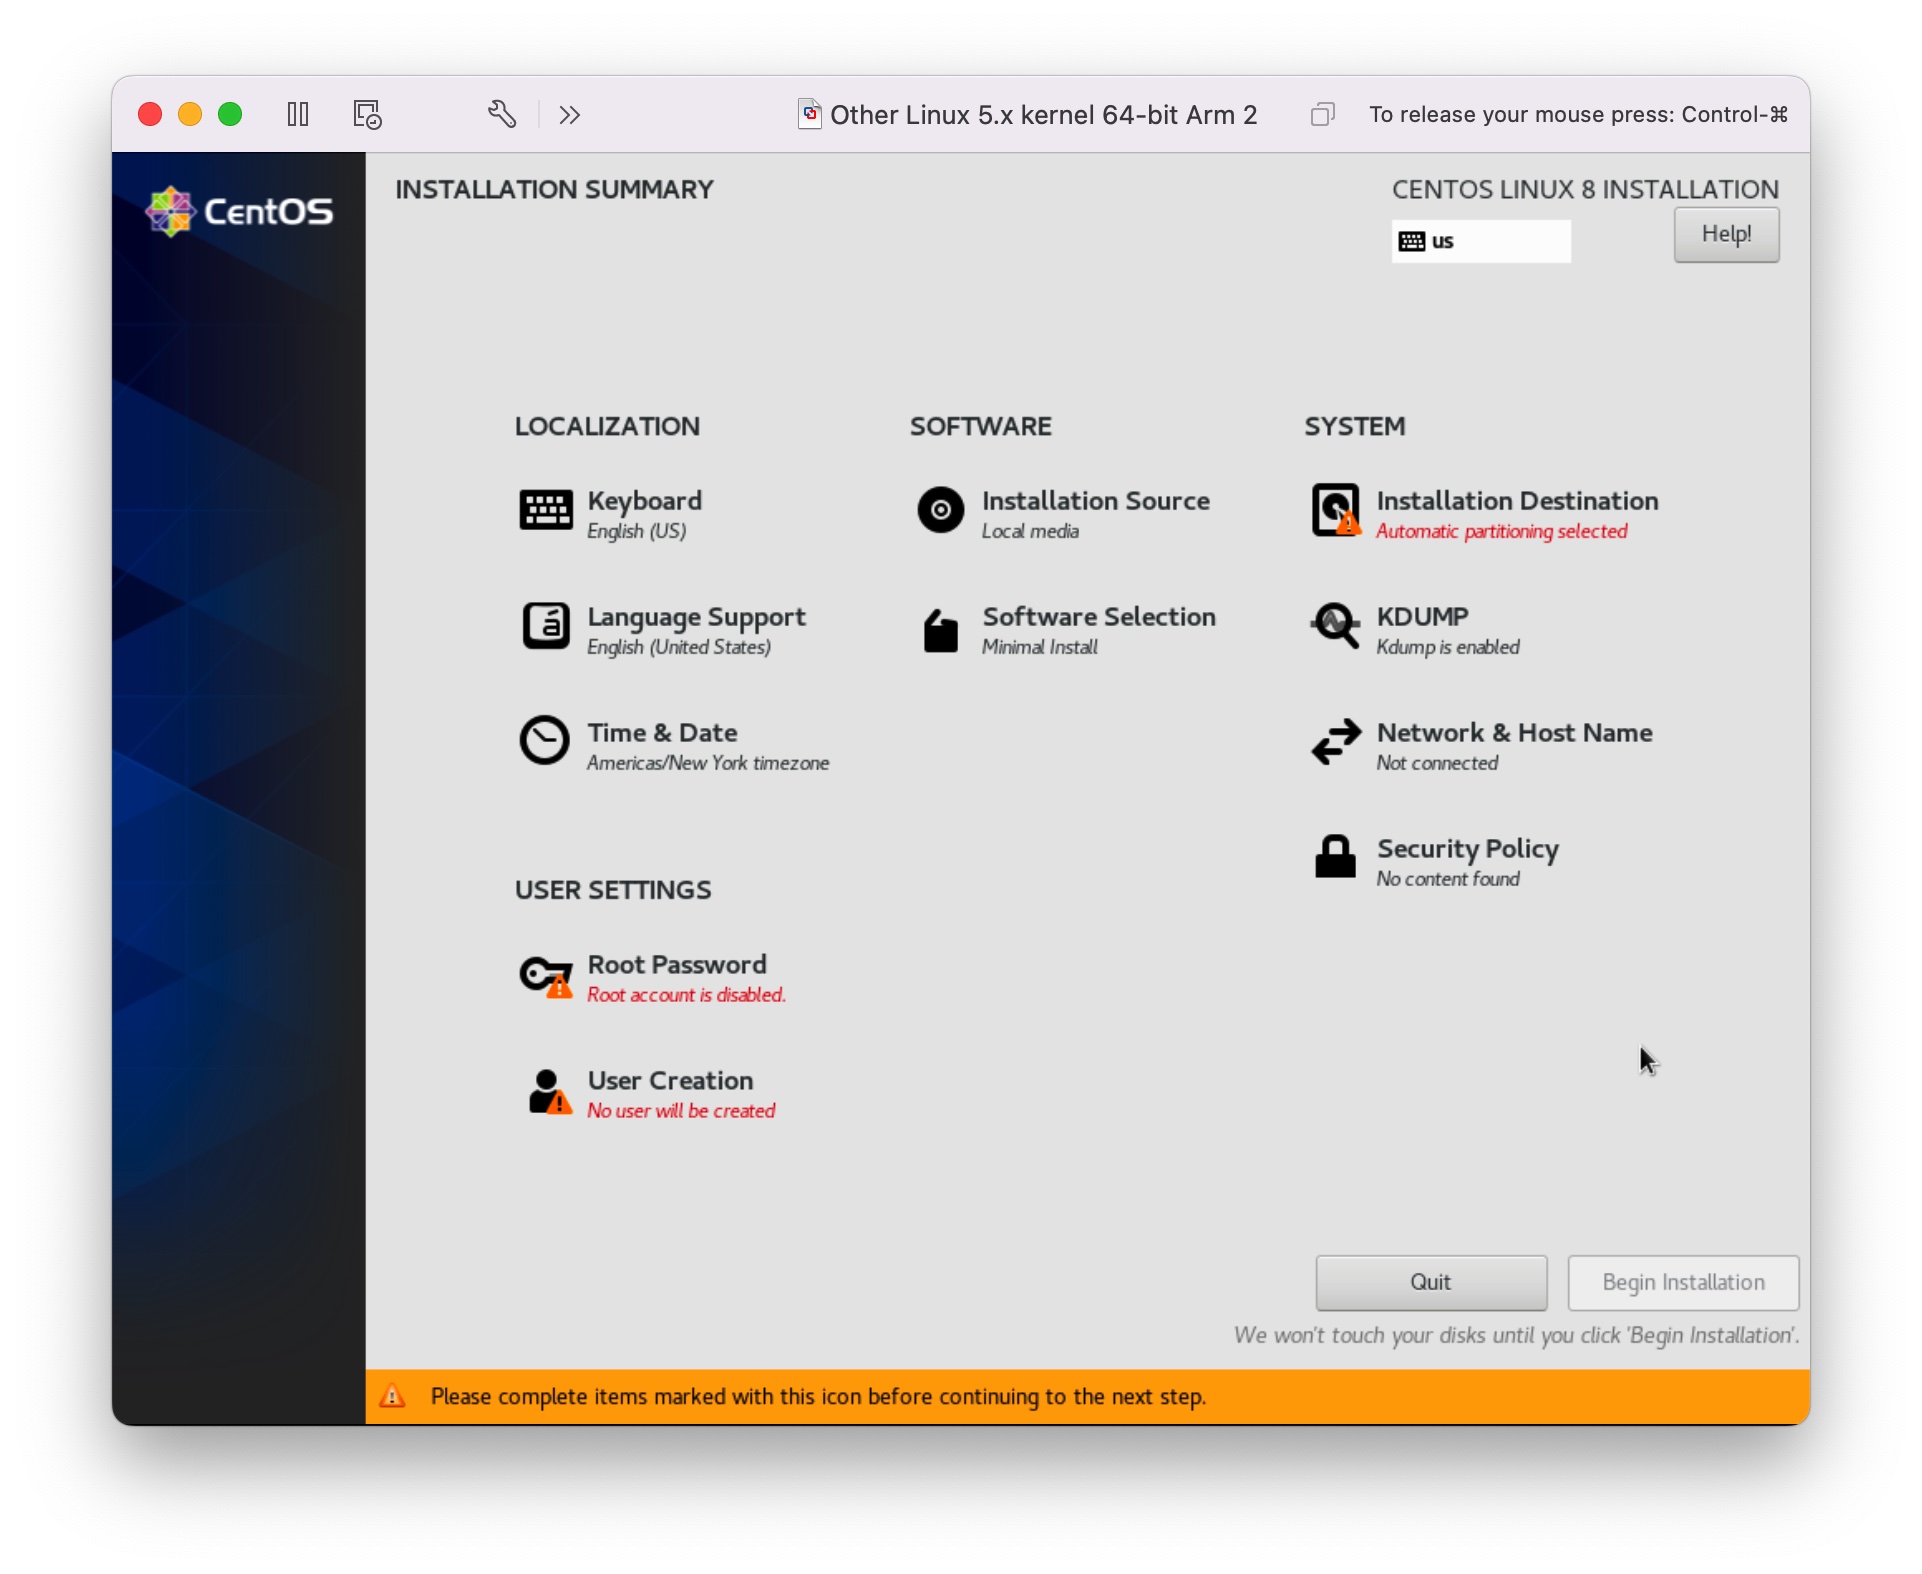 Other Linux 5.x kernel 64-bit Arm 2
To release your mouse press: Control-⌘
CentOS
INSTALLATION SUMMARY
CENTOS LINUX 8 INSTALLATION
us
Help!
LOCALIZATION
Keyboard
English (US)
Language Support
English (United States)
Time & Date
Americas/New York timezone
SOFTWARE
Installation Source
Local media
Software Selection
Minimal Install
SYSTEM
Installation Destination
Automatic partitioning selected
KDUMP
Kdump is enabled
Network & Host Name
Not connected
Security Policy
No content found
USER SETTINGS
Root Password
Root account is disabled.
User Creation
No user will be created
Quit
Begin Installation
We won't touch your disks until you click 'Begin Installation'.
Please complete items marked with this icon before continuing to the next step.